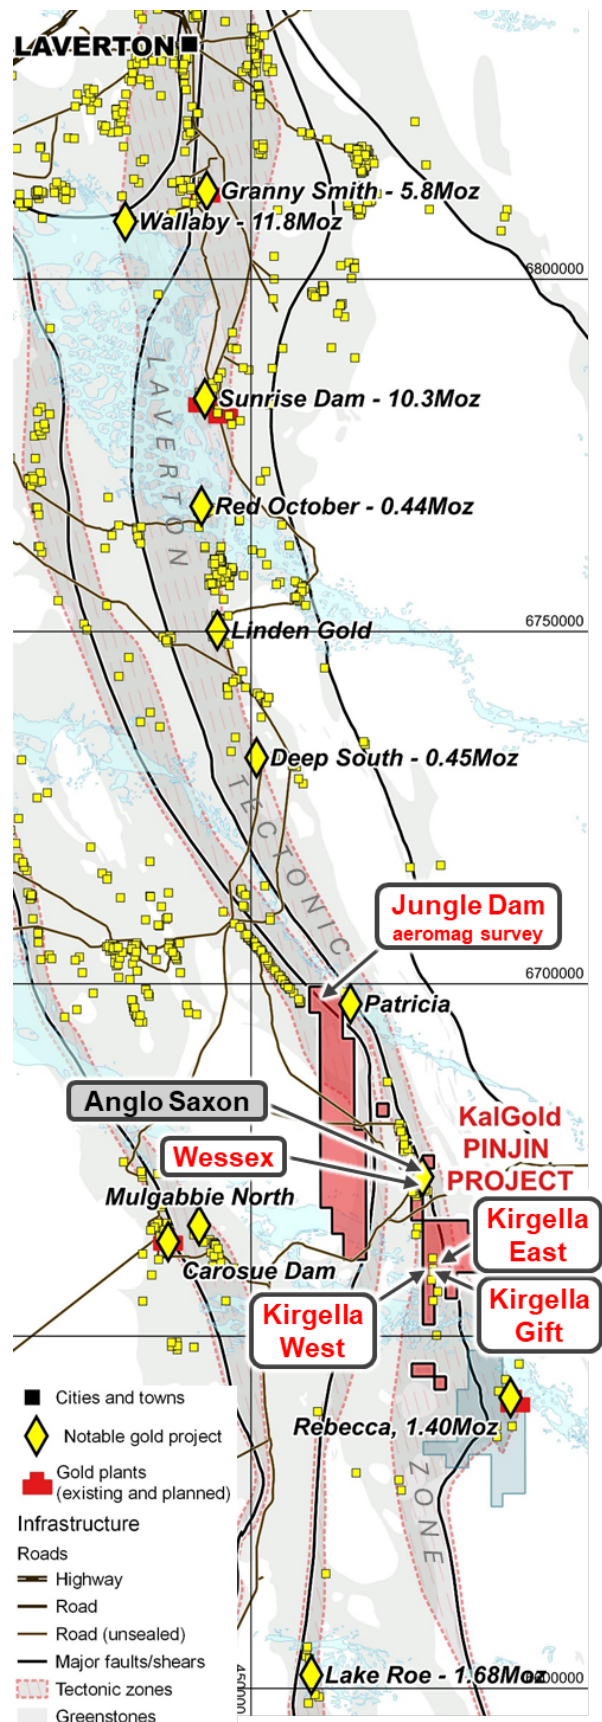 LAVERTON
Granny Smith - 5.8Moz
Wallaby - 11.8Moz
6800000
LAVERTON
Sunrise Dam - 10.3Moz
Red October - 0.44Moz
6750000
Linden Gold
Deep South - 0.45Moz
TECTONIC
Jungle Dam
aeromag survey
6700000
Patricia
Anglo Saxon
KalGold
PINJIN
PROJECT
Wessex
Mulgabbie North
Kirgella
East
Carosue Dam
Kirgella
West
Kirgella
Gift
Rebecca, 1.40Moz
ZONE
Cities and towns
Notable gold project
Gold plants
(existing and planned)
Infrastructure
Roads
Highway
Road
Road (unsealed)
Major faults/shears
Tectonic zones
Greenstones
Lake Roe - 1.68Moz
6600000
450000